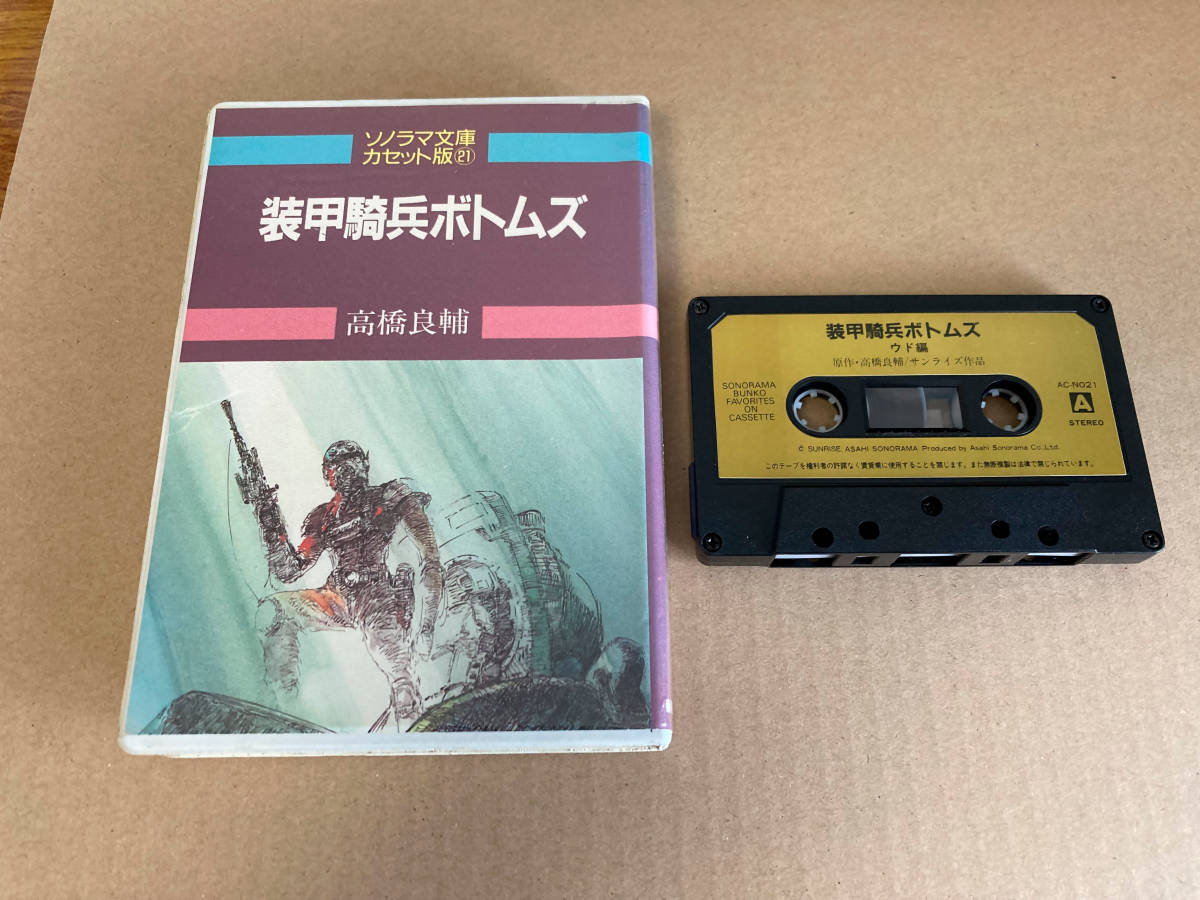 ソノラマ文庫
カセット版㉑
装甲騎兵ボトムズ
高橋良輔
装甲騎兵ボトムズ
ウド編
原作・高橋良輔/サンライズ作品
SONORAMA
BUNKO
FAVORITES
ON
CASSETTE
AC-NO21
A
STEREO
© SUNRISE, ASAHI SONORAMA Produced by Asahi Sonorama Co., Ltd.
このテープを権利者の許諾なく賃貸業に使用することを禁じます。また無断複製は法律で禁じられています。